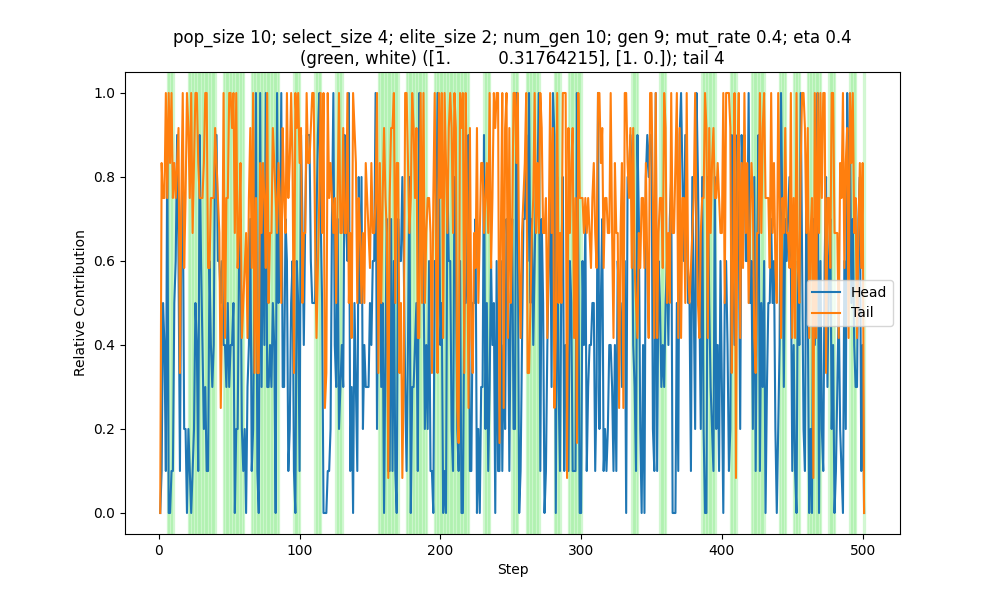 pop_size 10; select_size 4; elite_size 2; num_gen 10; gen 9; mut_rate 0.4; eta 0.4
(green, white) ([1. 0.31764215], [1. 0.]); tail 4
1.0
0.8
0.6
0.4
0.2
0.0
Relative Contribution
Head
Tail
0 100 200 300 400 500
Step